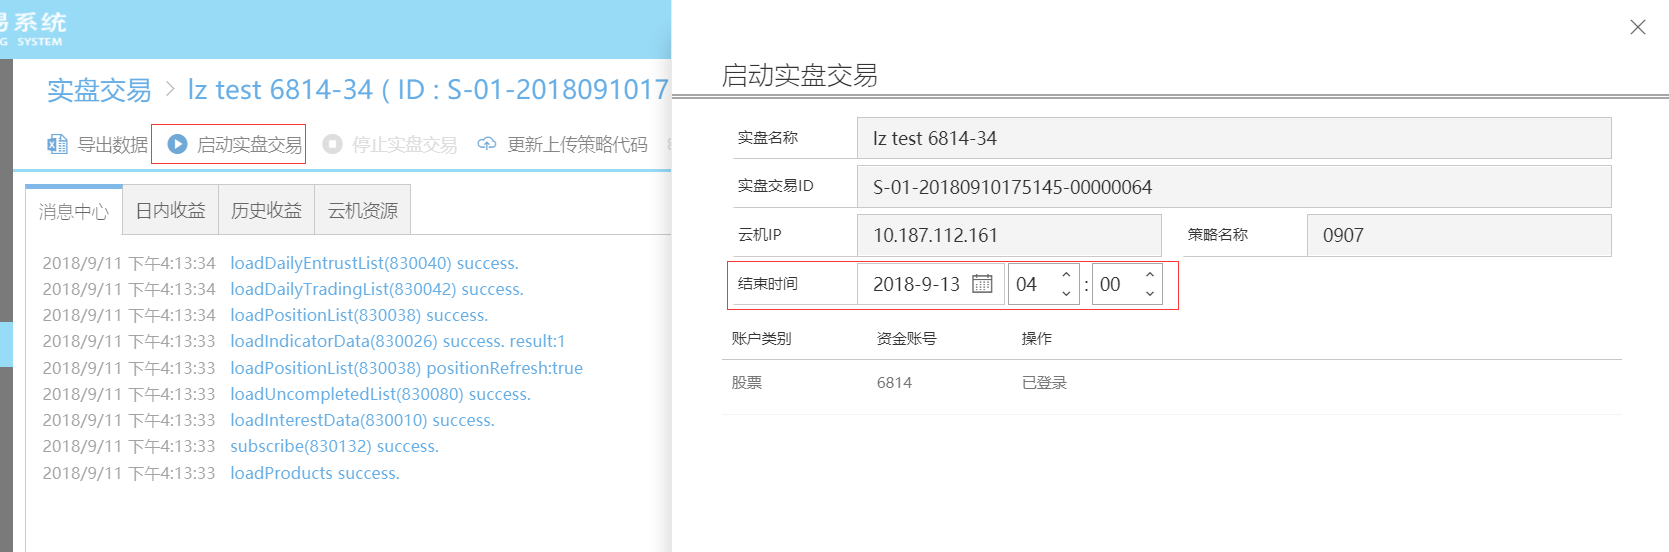 易系统
NG SYSTEM
实盘交易 > lz test 6814-34 ( ID : S-01-2018091017
导出数据 启动实盘交易 停止实盘交易 更新上传策略代码
消息中心 日内收益 历史收益 云机资源
2018/9/11 下午4:13:34 loadDailyEntrustList(830040) success.
2018/9/11 下午4:13:34 loadDailyTradingList(830042) success.
2018/9/11 下午4:13:34 loadPositionList(830038) success.
2018/9/11 下午4:13:34 loadIndicatorData(830026) success. result:1
2018/9/11 下午4:13:33 loadPositionList(830038) positionRefresh:true
2018/9/11 下午4:13:33 loadUncompletedList(830080) success.
2018/9/11 下午4:13:33 loadInterestData(830010) success.
2018/9/11 下午4:13:33 subscribe(830132) success.
2018/9/11 下午4:13:33 loadProducts success.
启动实盘交易
实盘名称 lz test 6814-34
实盘交易ID S-01-20180910175145-00000064
云机IP 10.187.112.161 策略名称 0907
结束时间 2018-9-13 04 : 00
账户类别 资金账号 操作
股票 6814 已登录